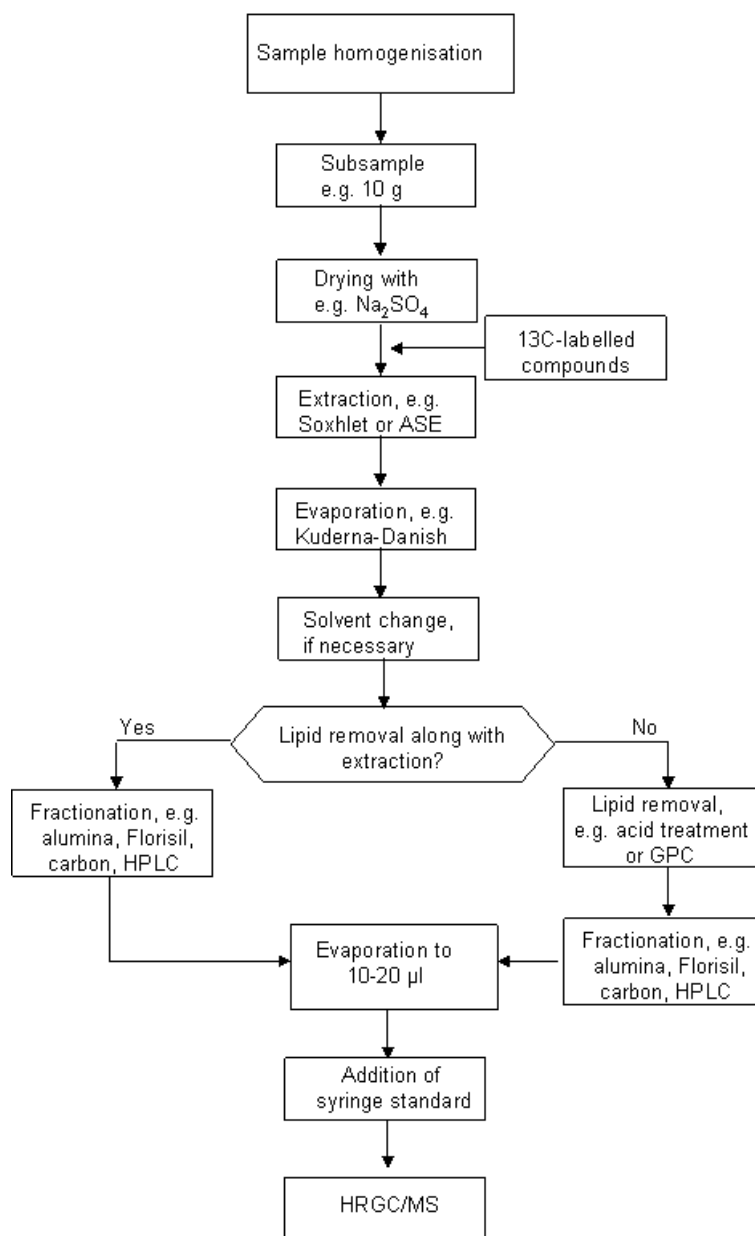 Sample homogenisation
Subsample
e.g. 10 g
Drying with
e.g. Na₂SO₄
13C-labelled
compounds
Extraction, e.g.
Soxhlet or ASE
Evaporation, e.g.
Kuderna-Danish
Solvent change,
if necessary
Yes
Lipid removal along with
extraction?
No
Fractionation, e.g.
alumina, Florisil,
carbon, HPLC
Lipid removal,
e.g. acid treatment
or GPC
Evaporation to
10-20 µl
Fractionation, e.g.
alumina, Florisil,
carbon, HPLC
Addition of
syringe standard
HRGC/MS